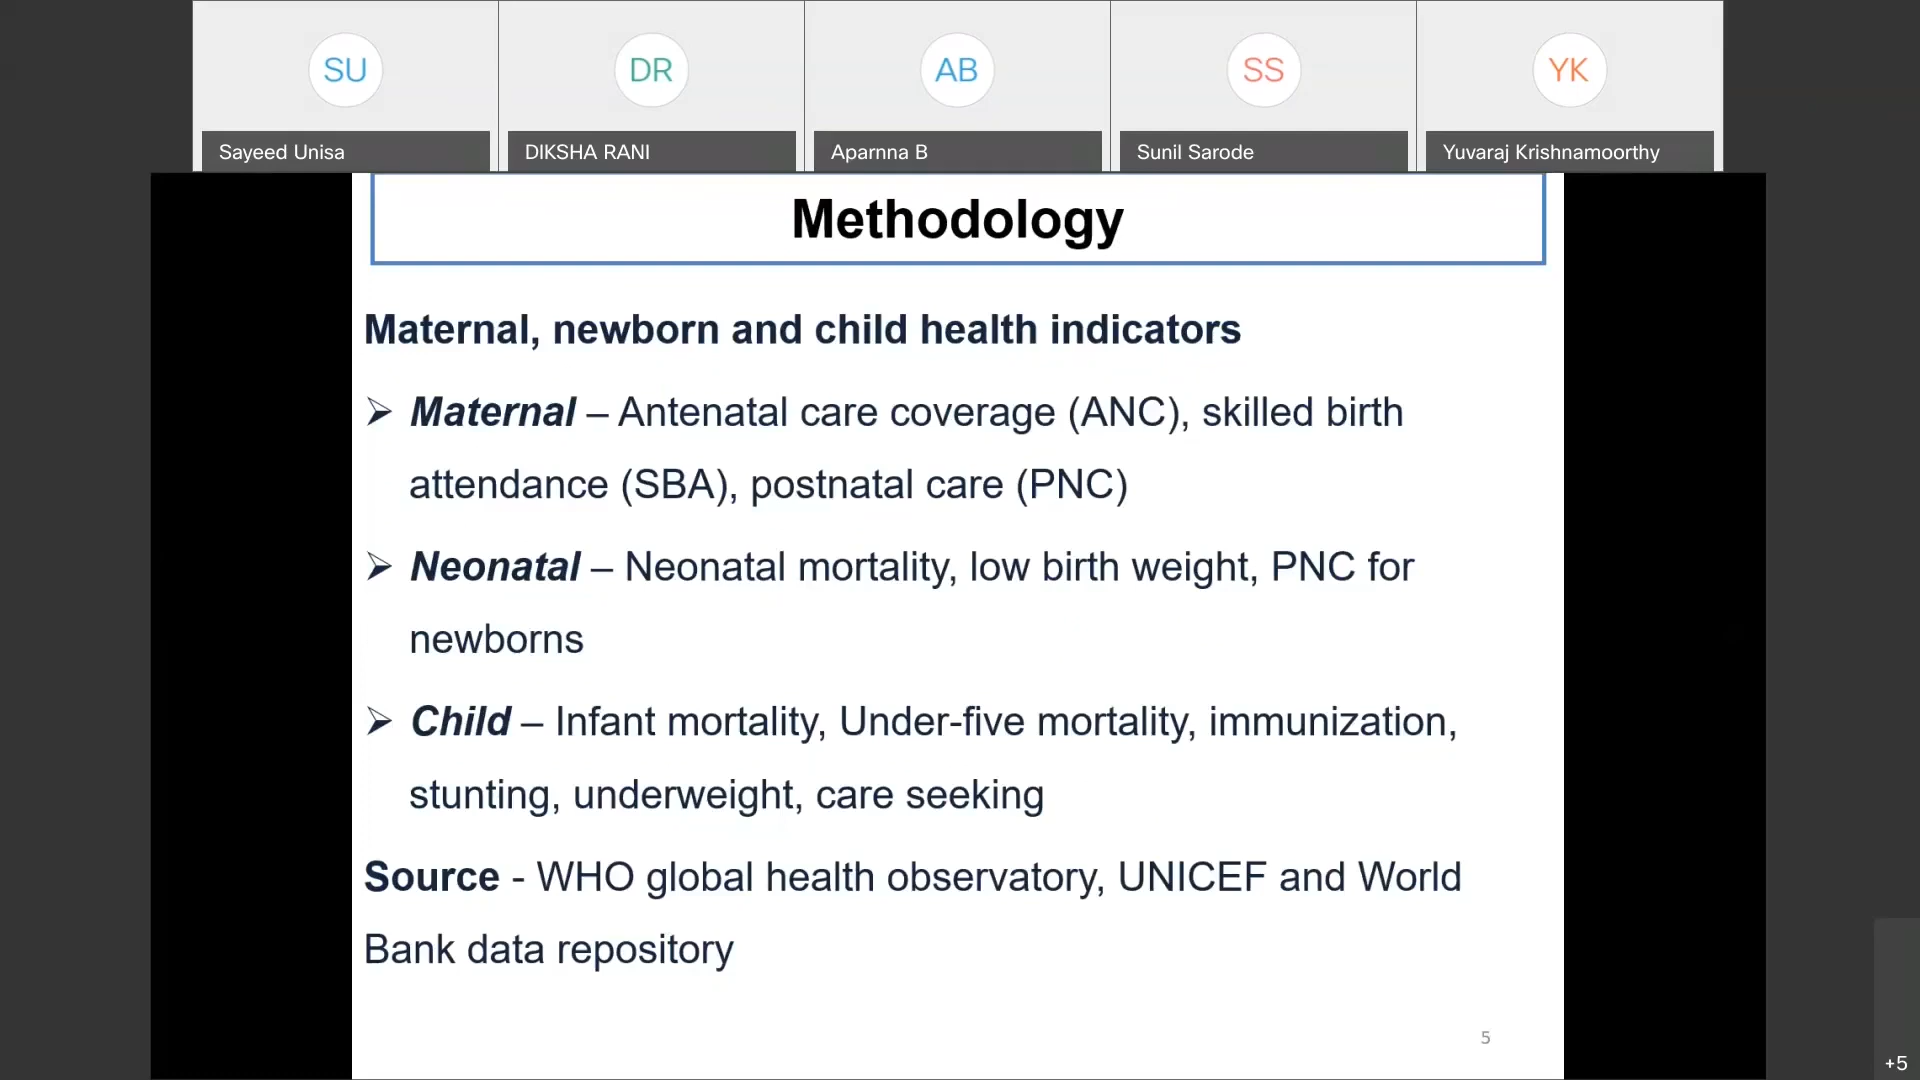 SU
DR
AB
SS
YK
Sayeed Unisa
DIKSHA RANI
Aparnna B
Sunil Sarode
Yuvaraj Krishnamoorthy
Methodology
Maternal, newborn and child health indicators
➢ Maternal – Antenatal care coverage (ANC), skilled birth
attendance (SBA), postnatal care (PNC)
➢ Neonatal – Neonatal mortality, low birth weight, PNC for
newborns
➢ Child – Infant mortality, Under-five mortality, immunization,
stunting, underweight, care seeking
Source - WHO global health observatory, UNICEF and World
Bank data repository
5
+5